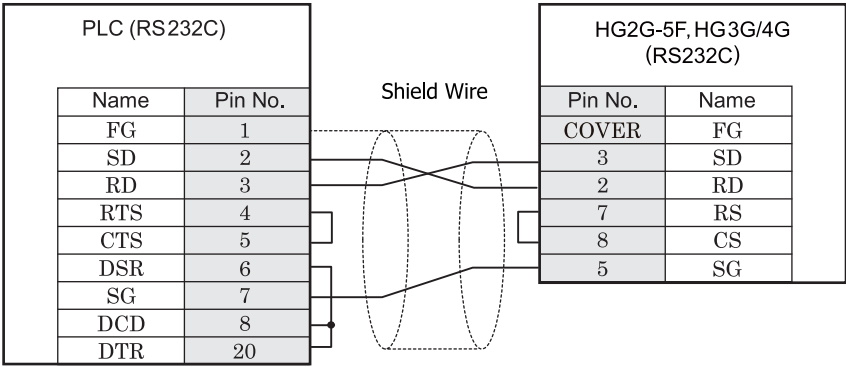 PLC (RS232C)
Name Pin No.
FG 1
SD 2
RD 3
RTS 4
CTS 5
DSR 6
SG 7
DCD 8
DTR 20
Shield Wire
HG2G-5F, HG3G/4G
(RS232C)
Pin No. Name
COVER FG
3 SD
2 RD
7 RS
8 CS
5 SG